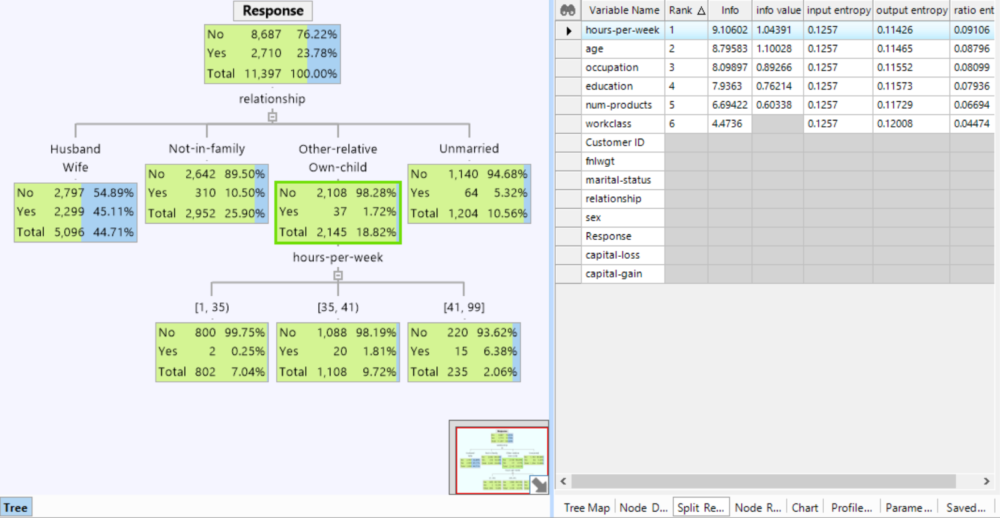 Response
No 8,687 76.22%
Yes 2,710 23.78%
Total 11,397 100.00%
relationship
Husband
Wife
No 2,797 54.89%
Yes 2,299 45.11%
Total 5,096 44.71%
Not-in-family
No 2,642 89.50%
Yes 310 10.50%
Total 2,952 25.90%
Other-relative
Own-child
No 2,108 98.28%
Yes 37 1.72%
Total 2,145 18.82%
Unmarried
No 1,140 94.68%
Yes 64 5.32%
Total 1,204 10.56%
hours-per-week
[1, 35)
No 800 99.75%
Yes 2 0.25%
Total 802 7.04%
[35, 41)
No 1,088 98.19%
Yes 20 1.81%
Total 1,108 9.72%
[41, 99]
No 220 93.62%
Yes 15 6.38%
Total 235 2.06%
Tree
Variable Name Rank △ Info info value input entropy output entropy ratio ent
hours-per-week 1 9.10602 1.04391 0.1257 0.11426 0.09106
age 2 8.79583 1.10028 0.1257 0.11465 0.08796
occupation 3 8.09897 0.89266 0.1257 0.11552 0.08099
education 4 7.9363 0.76214 0.1257 0.11573 0.07936
num-products 5 6.69422 0.60338 0.1257 0.11729 0.06694
workclass 6 4.4736 0.1257 0.12008 0.04474
Customer ID
fnlwgt
marital-status
relationship
sex
Response
capital-loss
capital-gain
Tree Map Node D... Split Re... Node R... Chart Profile... Parame... Saved...